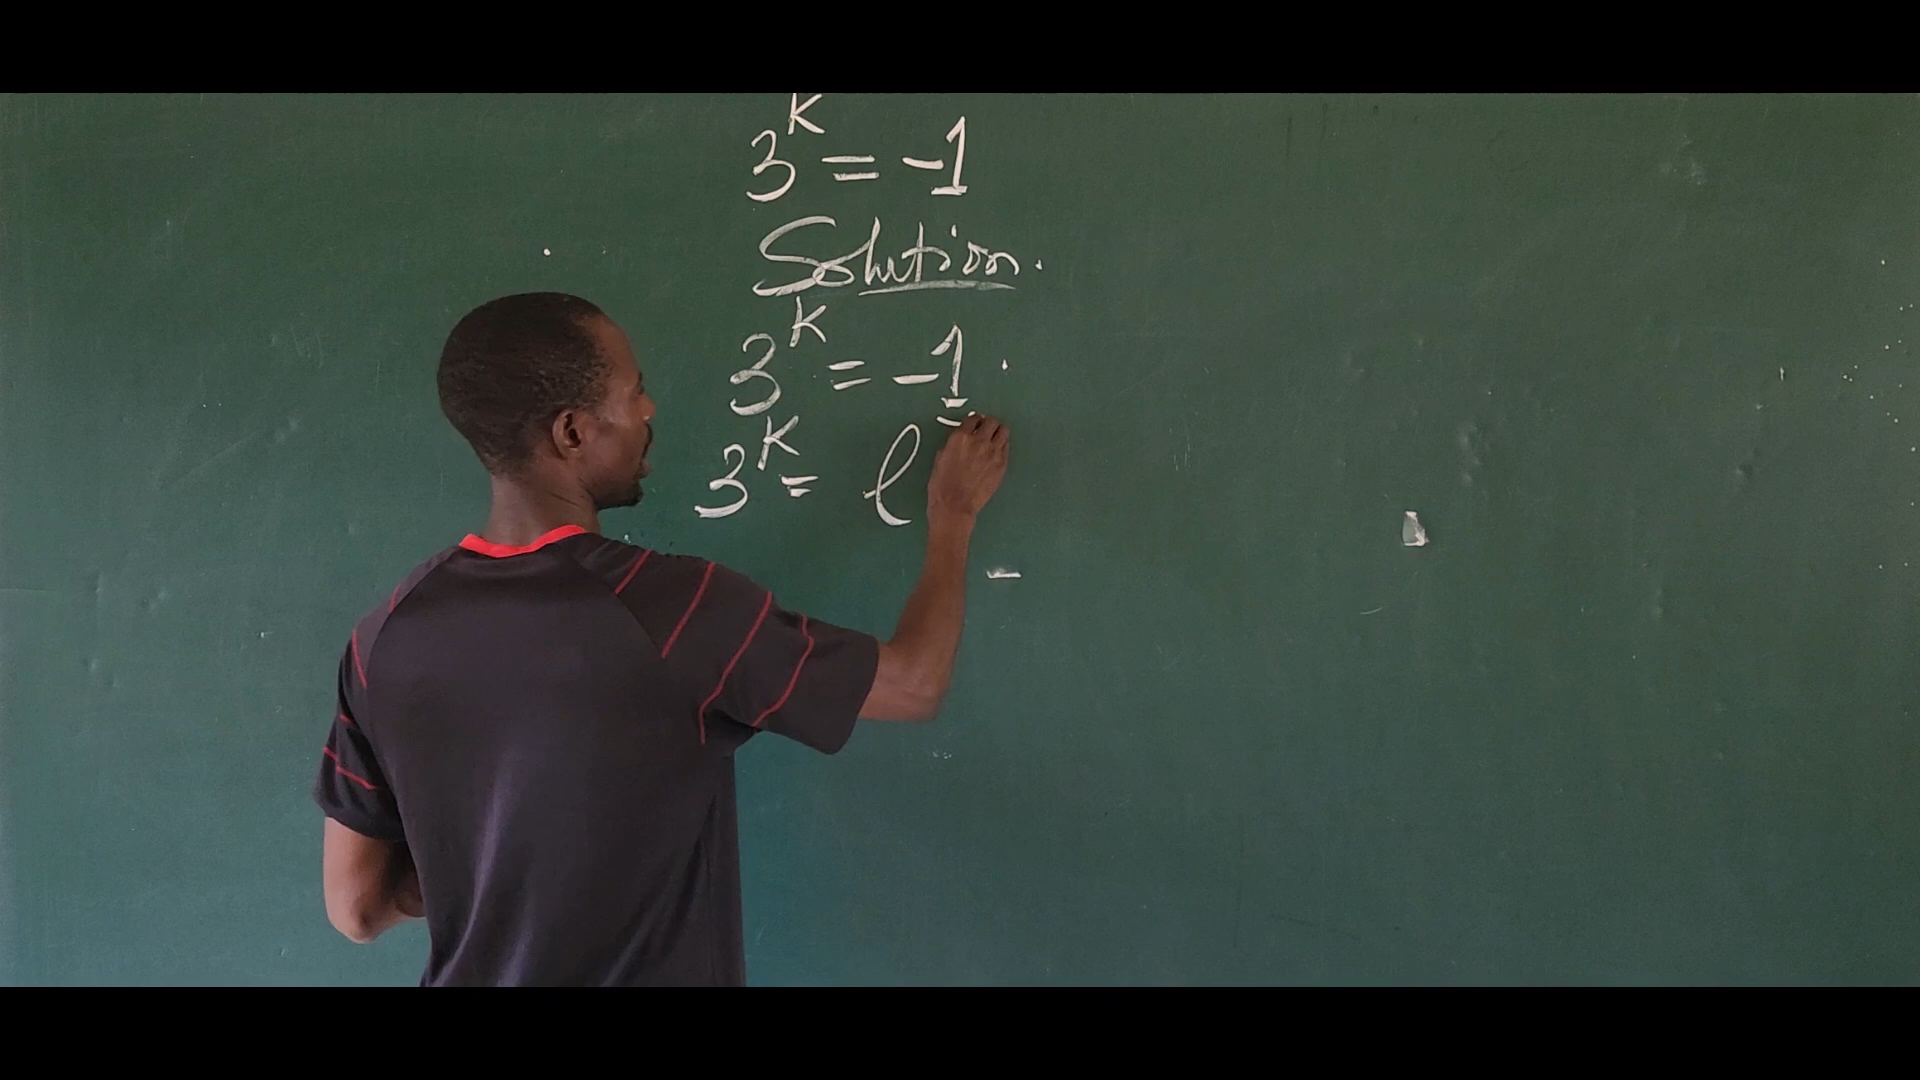 3^k = -1
Solution.
3^k = -1.
3^k = e